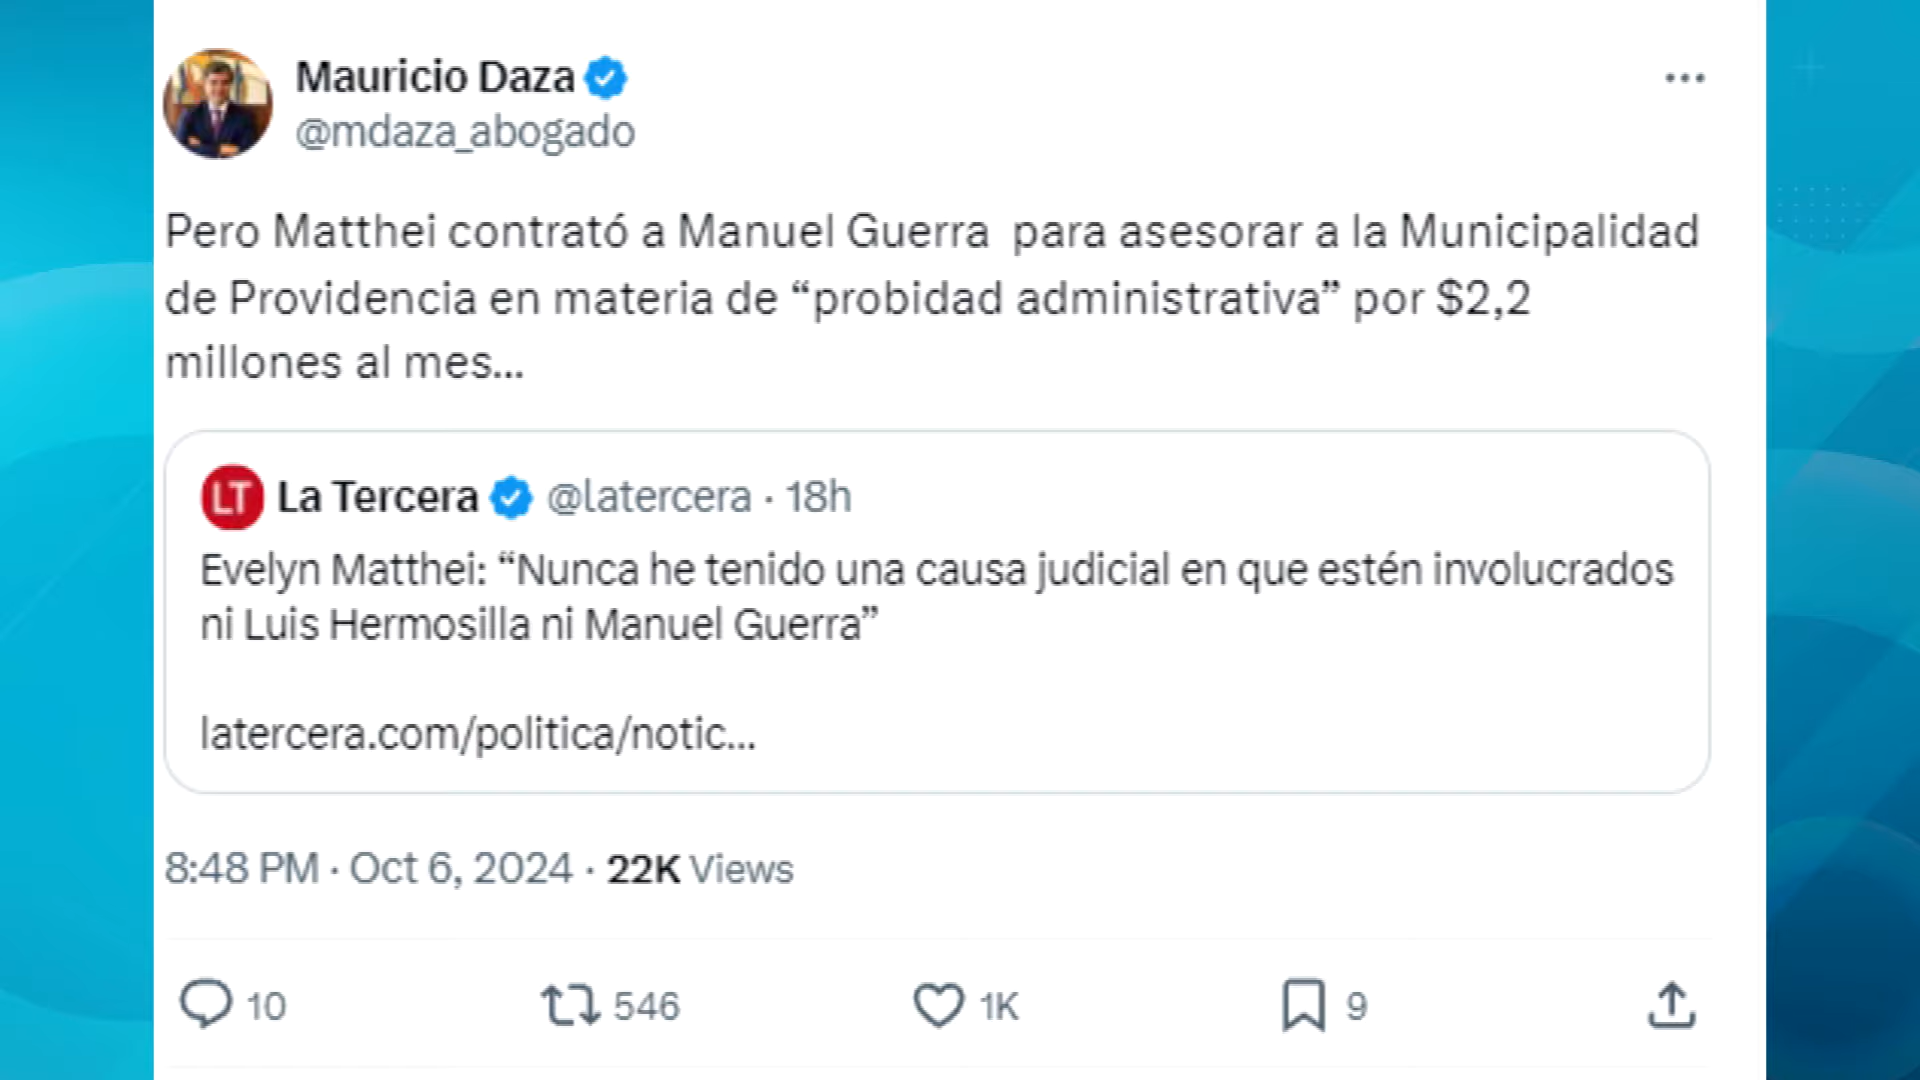 Mauricio Daza
@mdaza_abogado
Pero Matthei contrató a Manuel Guerra para asesorar a la Municipalidad
de Providencia en materia de “probidad administrativa” por $2,2
millones al mes...
LT La Tercera @latercera · 18h
Evelyn Matthei: “Nunca he tenido una causa judicial en que estén involucrados
ni Luis Hermosilla ni Manuel Guerra”
latercera.com/politica/notic...
8:48 PM · Oct 6, 2024 · 22K Views
10 546 1K 9